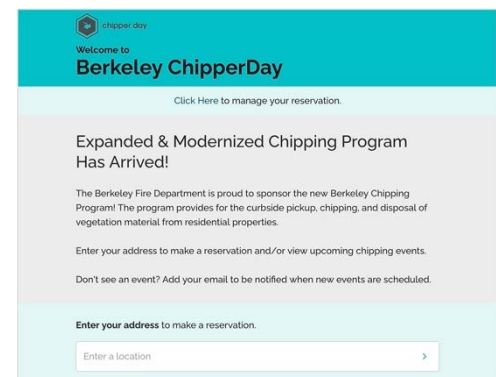 chipper day
Welcome to
Berkeley ChipperDay
Click Here to manage your reservation.
Expanded & Modernized Chipping Program
Has Arrived!
The Berkeley Fire Department is proud to sponsor the new Berkeley Chipping
Program! The program provides for the curbside pickup, chipping, and disposal of
vegetation material from residential properties.
Enter your address to make a reservation and/or view upcoming chipping events.
Don't see an event? Add your email to be notified when new events are scheduled.
Enter your address to make a reservation.
Enter a location